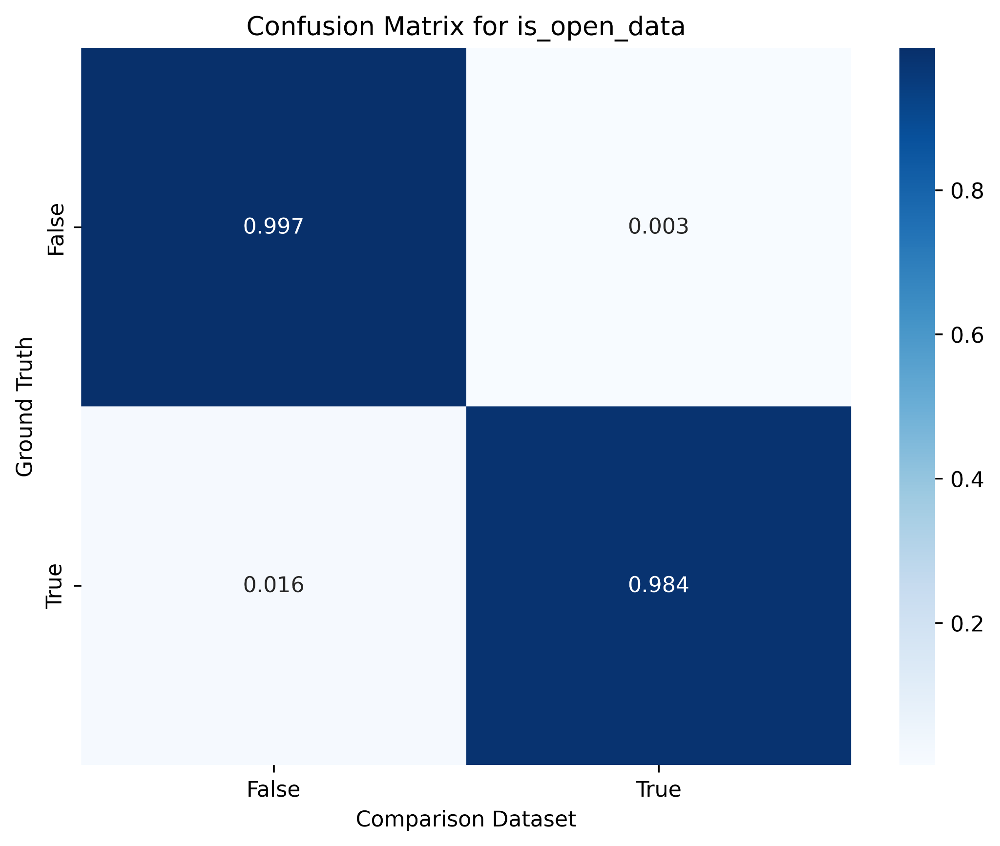 Confusion Matrix for is_open_data
Ground Truth
False
True
0.997
0.003
0.016
0.984
False
True
Comparison Dataset
0.8
0.6
0.4
0.2